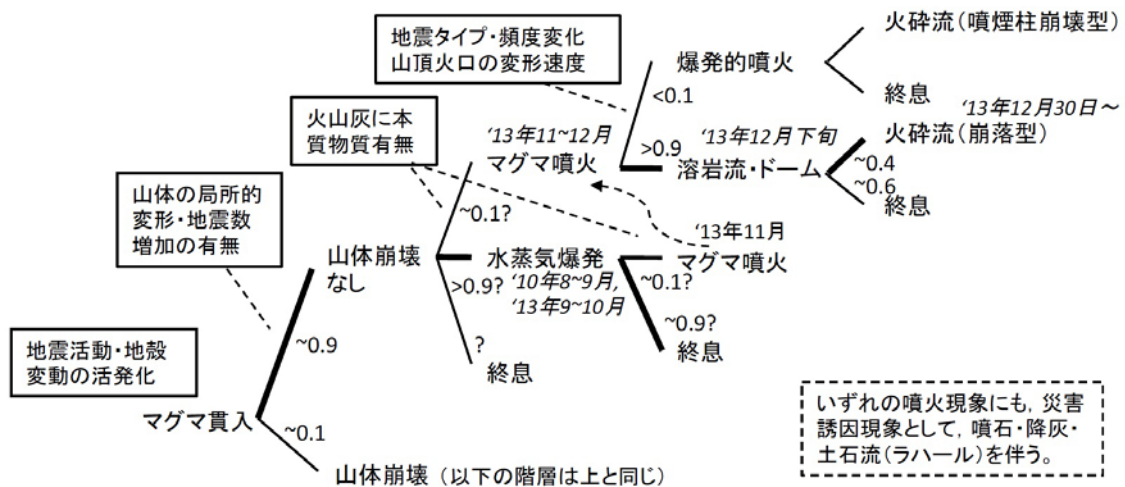 地震タイプ・頻度変化
山頂火口の変形速度
火山灰に本
質物質有無
山体の局所的
変形・地震数
増加の有無
地震活動・地殻
変動の活発化
マグマ貫入
~0.9
~0.1
山体崩壊
なし
山体崩壊（以下の階層は上と同じ）
~0.1?
>0.9?
?
‘13年11~12月
マグマ噴火
水蒸気爆発
‘10年8~9月,
‘13年9~10月
終息
<0.1
>0.9
爆発的噴火
‘13年12月下旬
溶岩流・ドーム
‘13年11月
マグマ噴火
~0.1?
~0.9?
終息
火砕流（噴煙柱崩壊型）
終息
‘13年12月30日～
火砕流（崩落型）
~0.4
~0.6
終息
いずれの噴火現象にも，災害
誘因現象として，噴石・降灰・
土石流（ラハール）を伴う。